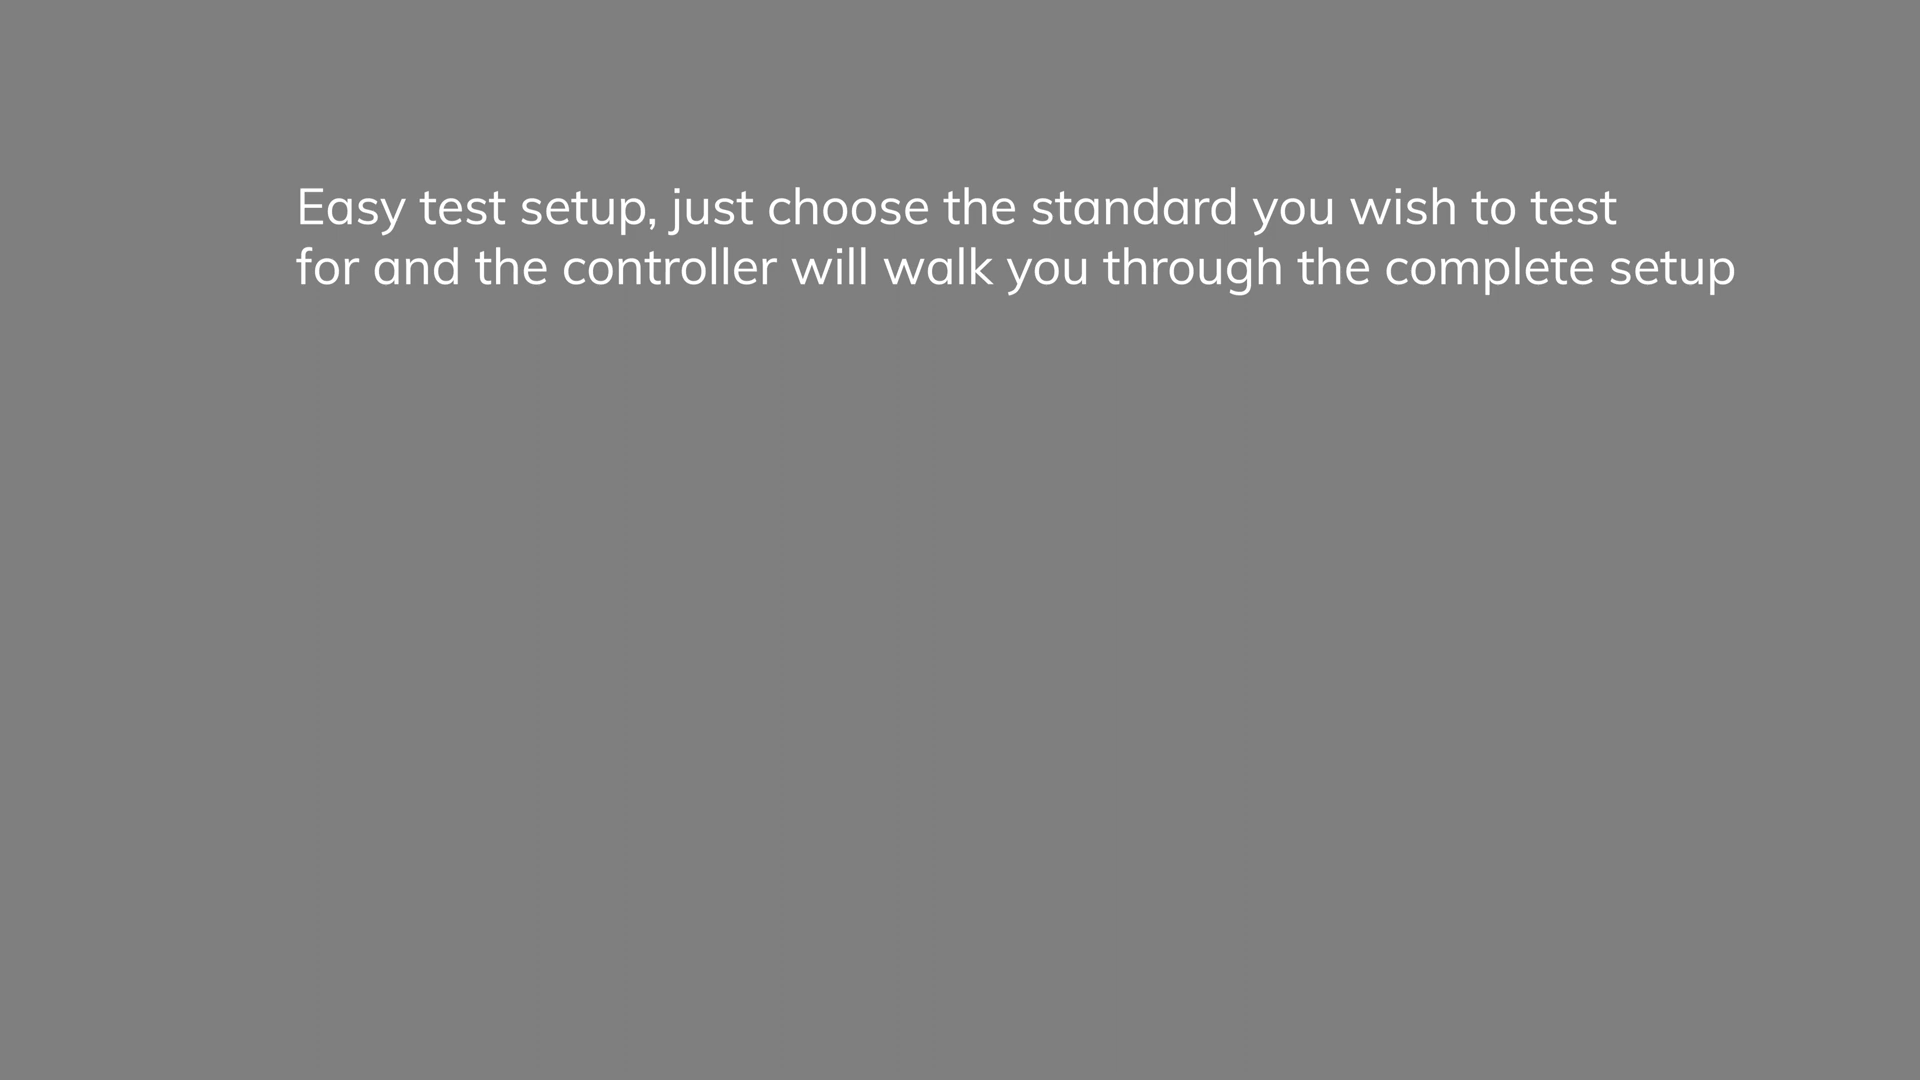 Easy test setup, just choose the standard you wish to test
for and the controller will walk you through the complete setup